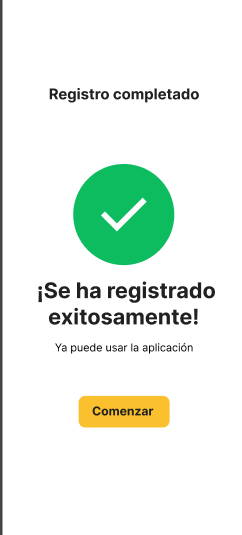 Registro completado
¡Se ha registrado
exitosamente!
Ya puede usar la aplicación
Comenzar